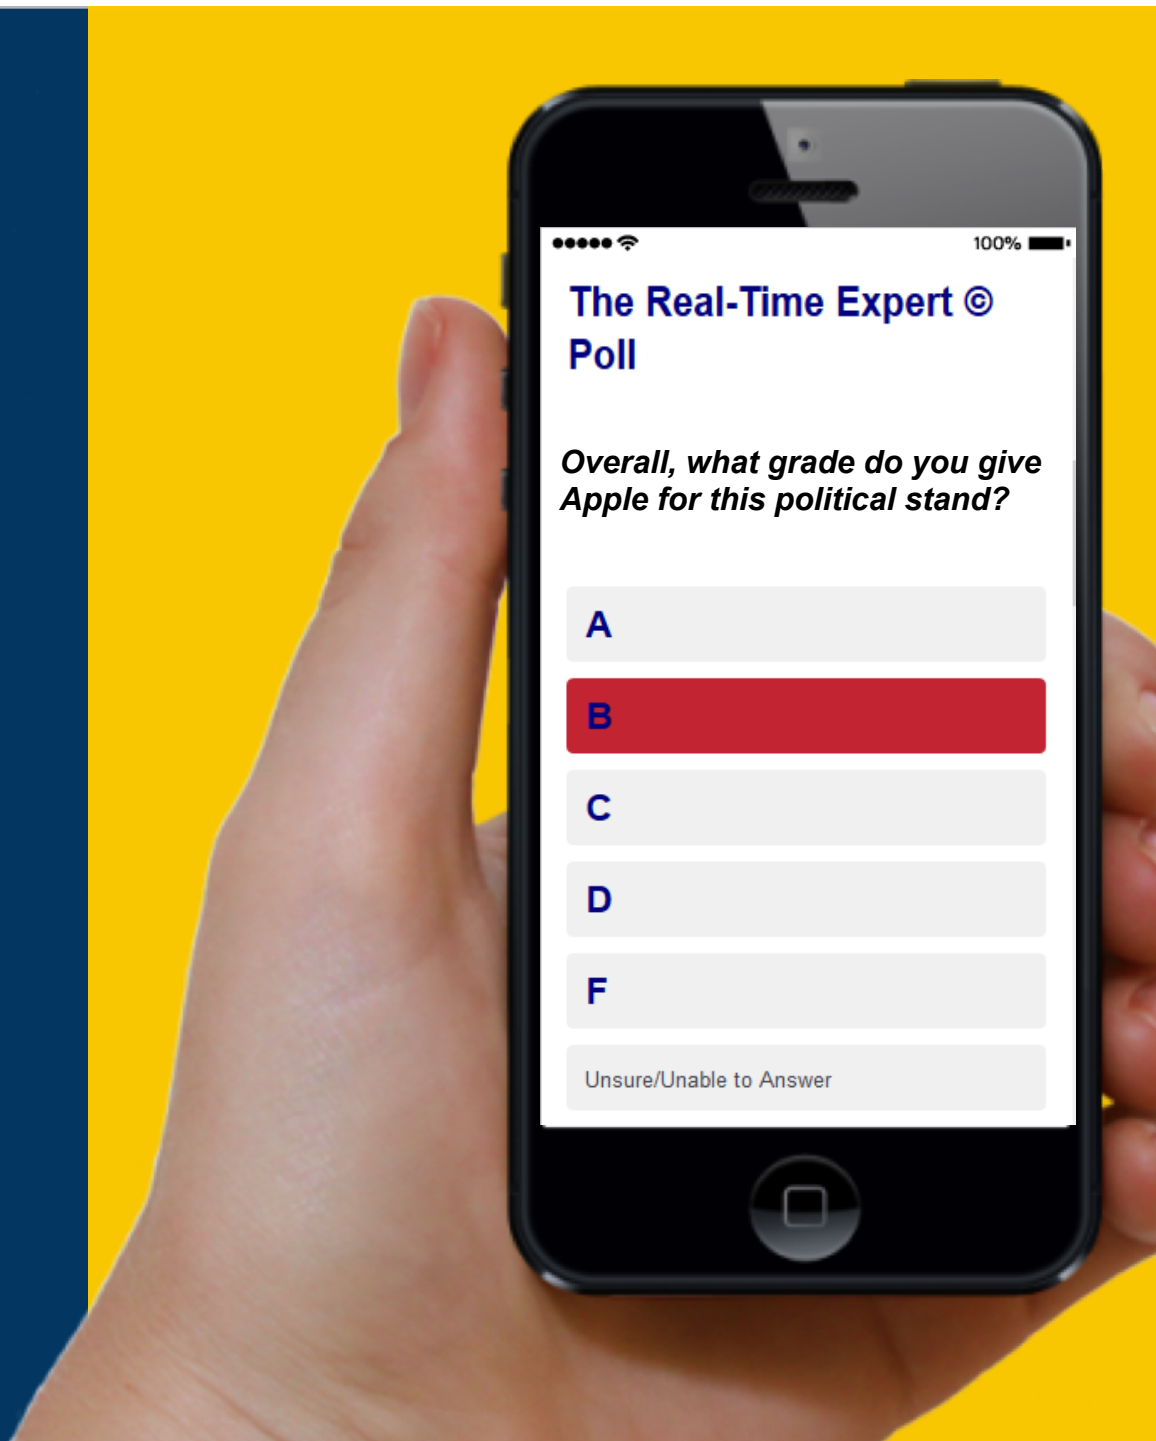 100%
The Real-Time Expert ©
Poll
Overall, what grade do you give
Apple for this political stand?
A
B
C
D
F
Unsure/Unable to Answer